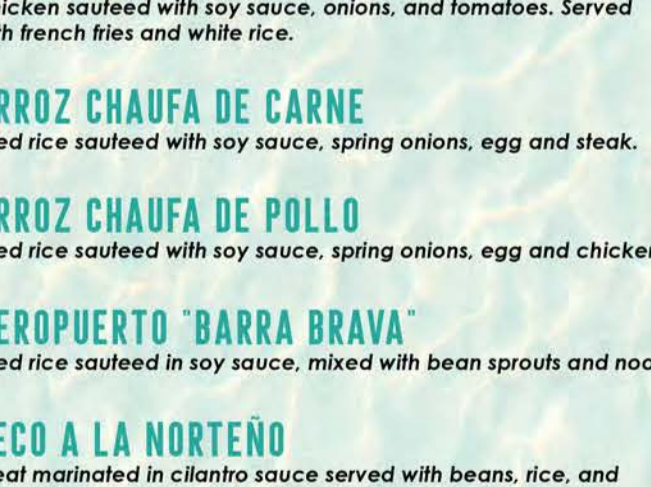 icken sauteed with soy sauce, onions, and tomatoes. Served
th french fries and white rice.
RROZ CHAUFA DE CARNE
ed rice sauteed with soy sauce, spring onions, egg and steak.
RROZ CHAUFA DE POLLO
ed rice sauteed with soy sauce, spring onions, egg and chicken
EROPUERTO "BARRA BRAVA"
ed rice sauteed in soy sauce, mixed with bean sprouts and noo
ECO A LA NORTEÑO
eat marinated in cilantro sauce served with beans, rice, and